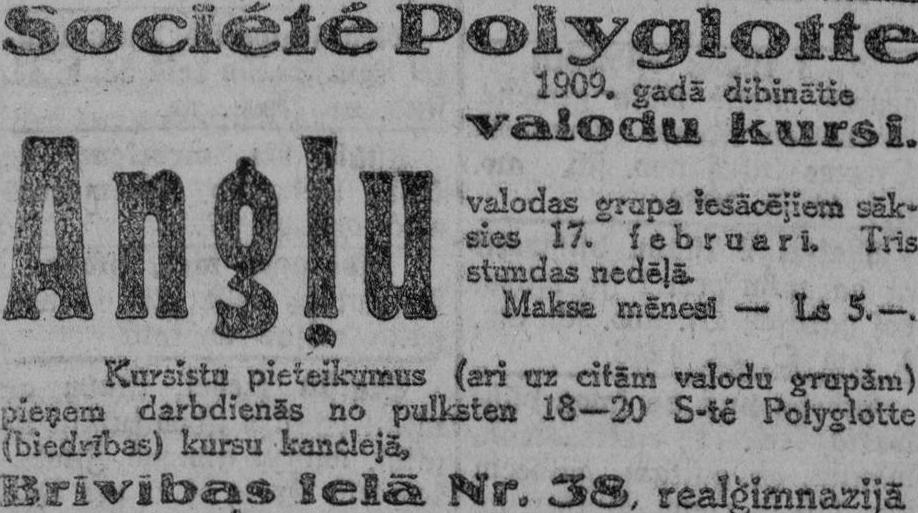 Société Polyglotte
1909. gadā dibinātie
valodu kursi.
Angļu
valodas grupa iesācējiem sāk-
sies 17. februari. Tris
stundas nedēļā.
Maksa mēnesī — Ls 5.—.
Kursistu pieteikumus (ari uz citām valodu grupām)
pieņem darbdienās no pulksten 18—20 S-té Polyglotte
(biedrības) kursu kanclejā,
Brīvības ielā Nr. 38, realģimnazijā